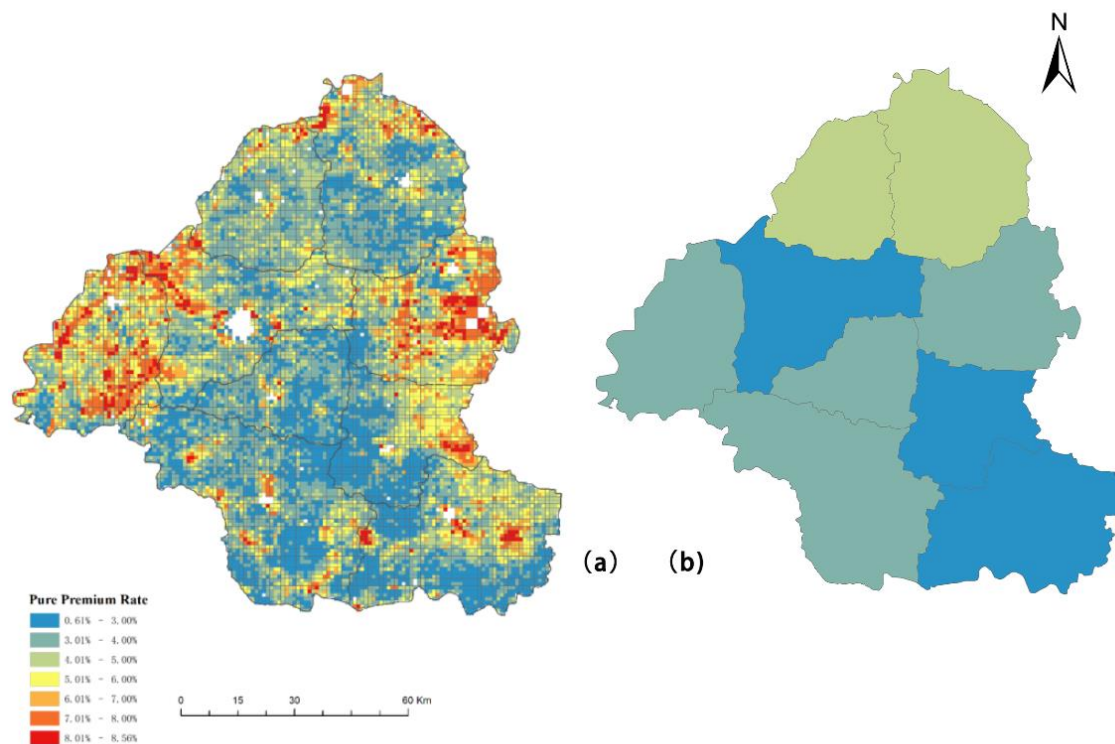 N
(a)
(b)
Pure Premium Rate
0.61% - 3.00%
3.01% - 4.00%
4.01% - 5.00%
5.01% - 6.00%
6.01% - 7.00%
7.01% - 8.00%
8.01% - 8.56%
0 15 30 60 Km